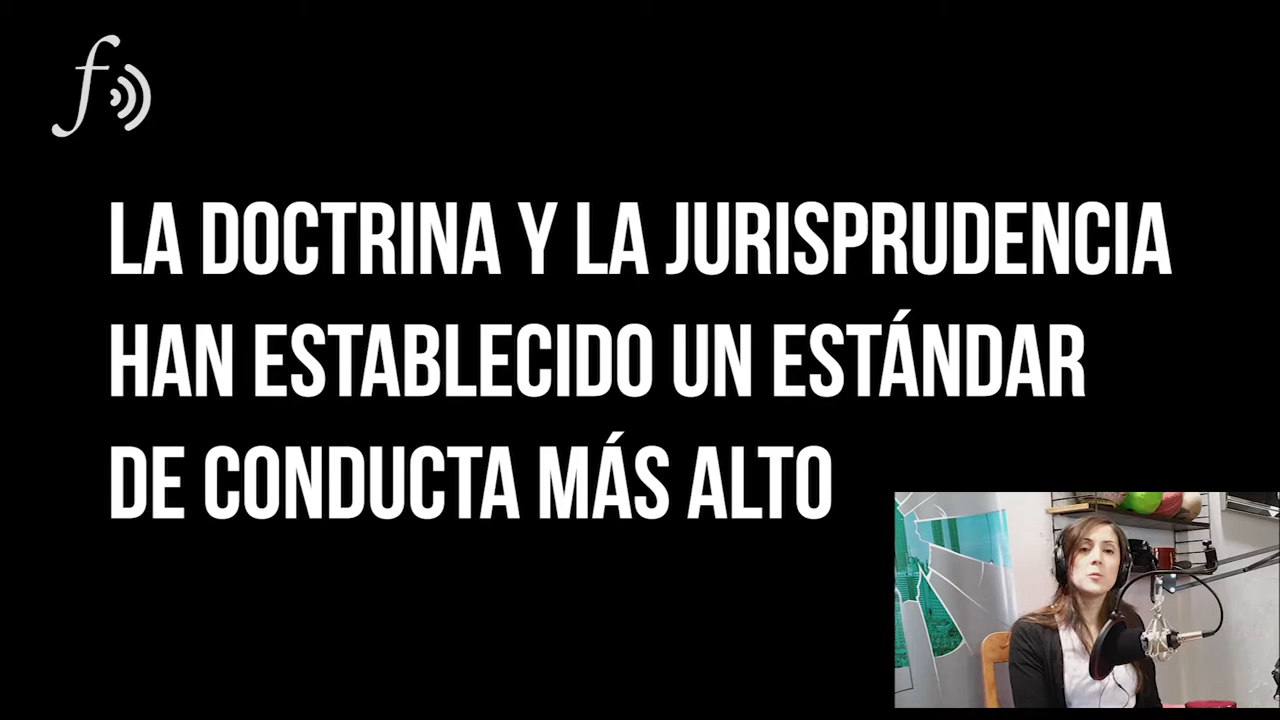 LA DOCTRINA Y LA JURISPRUDENCIA
HAN ESTABLECIDO UN ESTÁNDAR
DE CONDUCTA MÁS ALTO